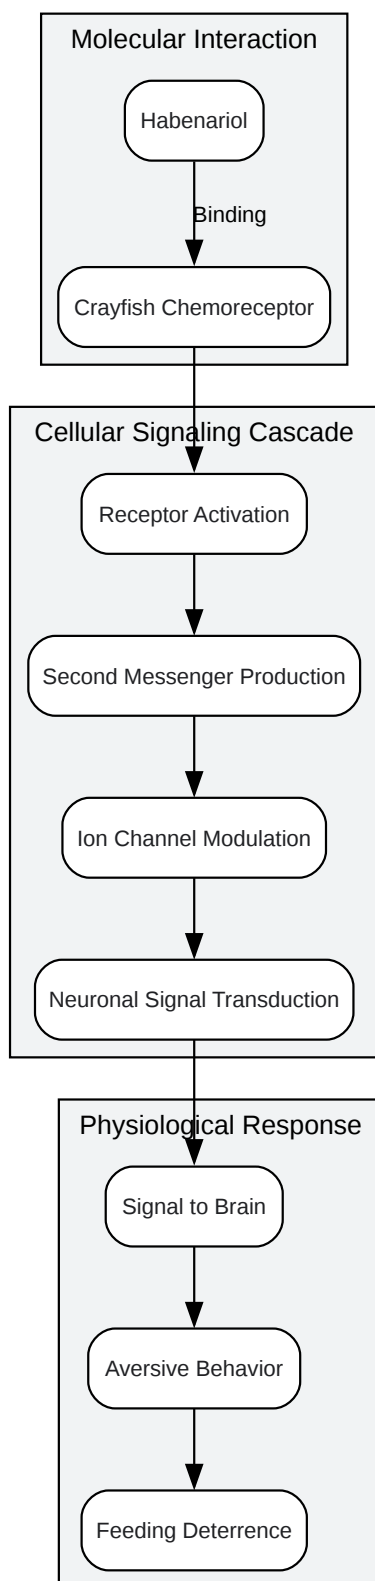 Molecular Interaction
Habenariol
Binding
Crayfish Chemoreceptor
Cellular Signaling Cascade
Receptor Activation
Second Messenger Production
Ion Channel Modulation
Neuronal Signal Transduction
Physiological Response
Signal to Brain
Aversive Behavior
Feeding Deterrence